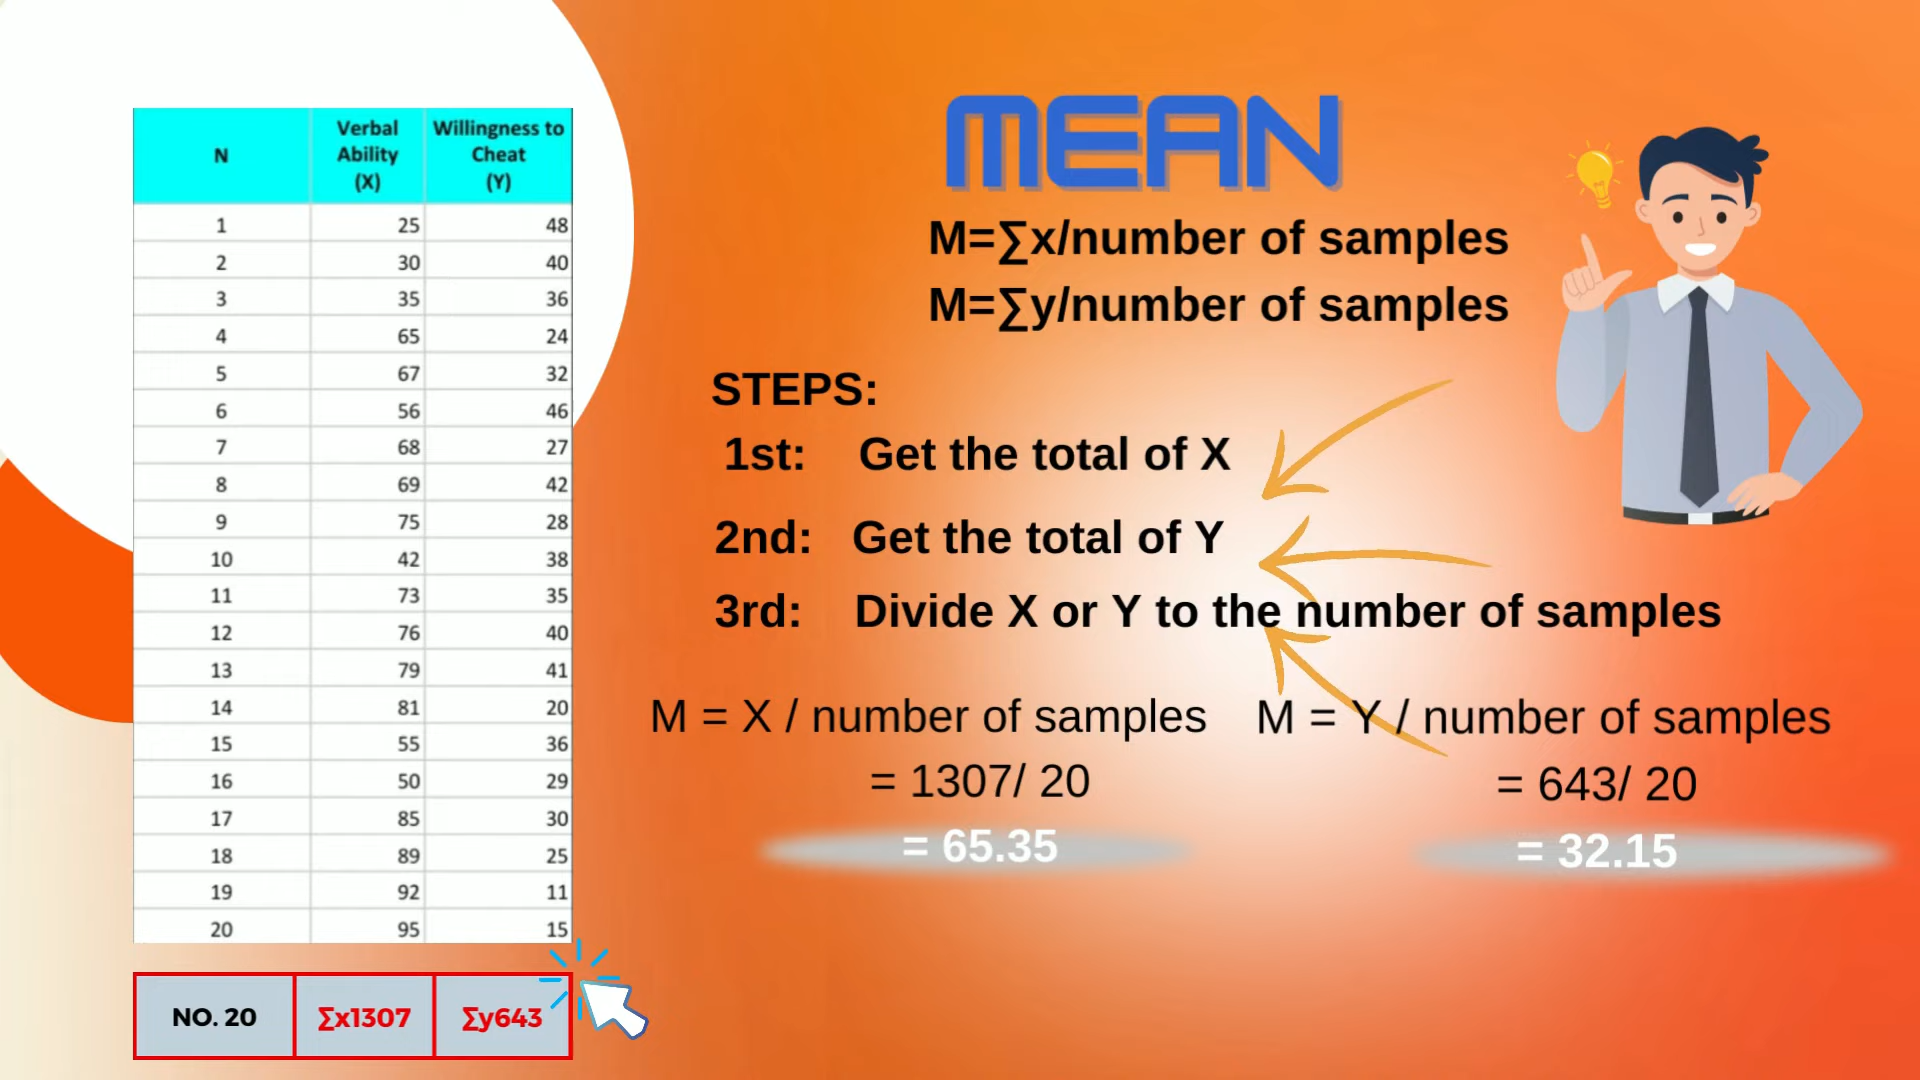 N Verbal Ability (X) Willingness to Cheat (Y)
1 25 48
2 30 40
3 35 36
4 65 24
5 67 32
6 56 46
7 68 27
8 69 42
9 75 28
10 42 38
11 73 35
12 76 40
13 79 41
14 81 20
15 55 36
16 50 29
17 85 30
18 89 25
19 92 11
20 95 15
NO. 20 ∑x1307 ∑y643
MEAN
M=∑x/number of samples
M=∑y/number of samples
STEPS:
1st: Get the total of X
2nd: Get the total of Y
3rd: Divide X or Y to the number of samples
M = X / number of samples
= 1307/ 20
= 65.35
M = Y / number of samples
= 643/ 20
= 32.15